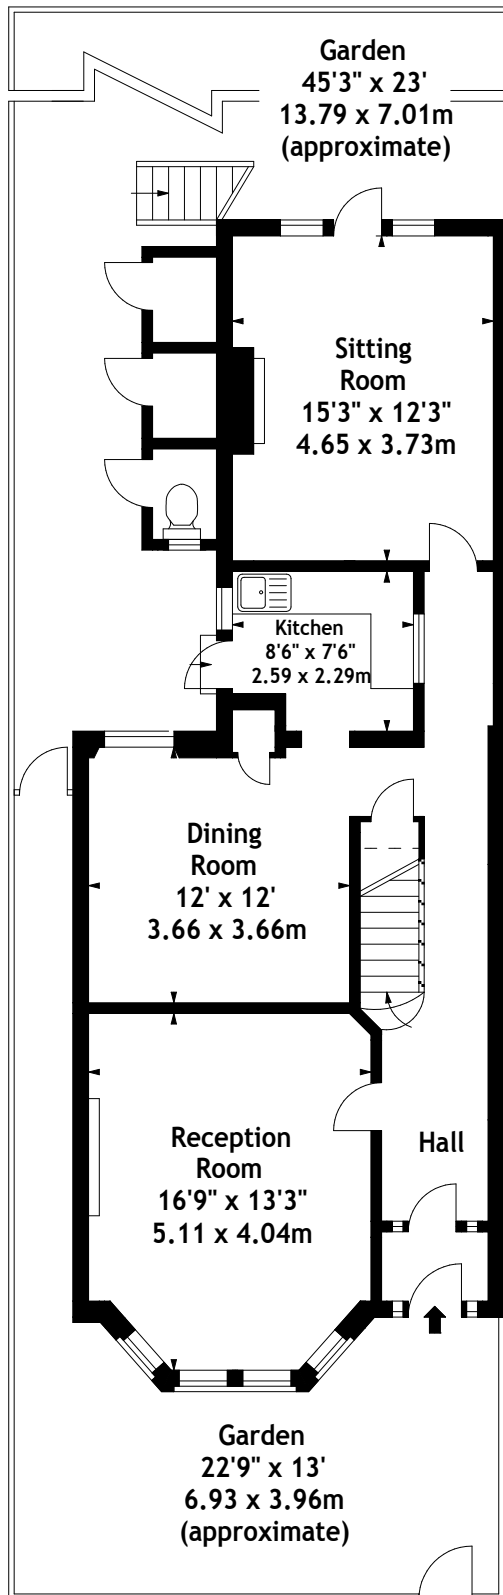 Garden
45'3" x 23'
13.79 x 7.01m
(approximate)
Sitting
Room
15'3" x 12'3"
4.65 x 3.73m
Kitchen
8'6" x 7'6"
2.59 x 2.29m
Dining
Room
12' x 12'
3.66 x 3.66m
Reception
Room
16'9" x 13'3"
5.11 x 4.04m
Hall
Garden
22'9" x 13'
6.93 x 3.96m
(approximate)